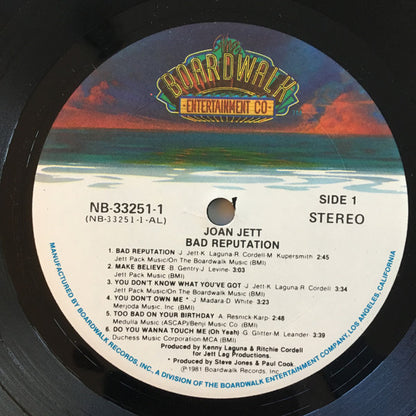 BOARDWALK
ENTERTAINMENT CO
NB-33251-1
(NB-33251-1-AL)
SIDE 1
STEREO
JOAN JETT
BAD REPUTATION
1. BAD REPUTATION J. Jett-K. Laguna-R. Cordell-M. Kupersmith 2:45
Jett Pack Music/On The Boardwalk Music (BMI)
2. MAKE BELIEVE B. Gentry-J. Levine 3:03
Jett Pack Music (BMI)
3. YOU DON'T KNOW WHAT YOU'VE GOT J. Jett-K. Laguna-R. Cordell 3:34
Jett Pack Music/On The Boardwalk Music (BMI)
4. YOU DON'T OWN ME * J. Madara-D. White 3:23
Merjoda Music. Inc. (BMI)
5. TOO BAD ON YOUR BIRTHDAY A. Resnick-Karp 2:48
Medulla Music (ASCAP)/Benji Music Co. (BMI)
6. DO YOU WANNA TOUCH ME (Oh Yeah) G. Glitter-M. Leander 3:39
Duchess Music Corporation-MCA (BMI)
Produced by Kenny Laguna & Ritchie Cordell
for Jett Lag Productions.
* Produced by Steve Jones & Paul Cook.
℗1981 Boardwalk Records, Inc.
MANUFACTURED BY BOARDWALK RECORDS, INC., A DIVISION OF THE BOARDWALK ENTERTAINMENT COMPANY, LOS ANGELES, CALIFORNIA.